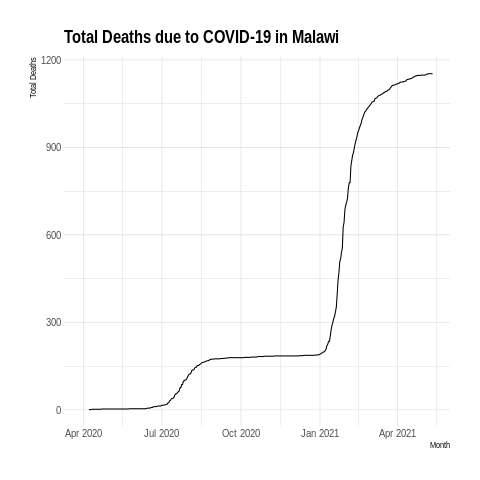 Total Deaths due to COVID-19 in Malawi
Total Deaths
1200
900
600
300
0
Apr 2020 Jul 2020 Oct 2020 Jan 2021 Apr 2021
Month